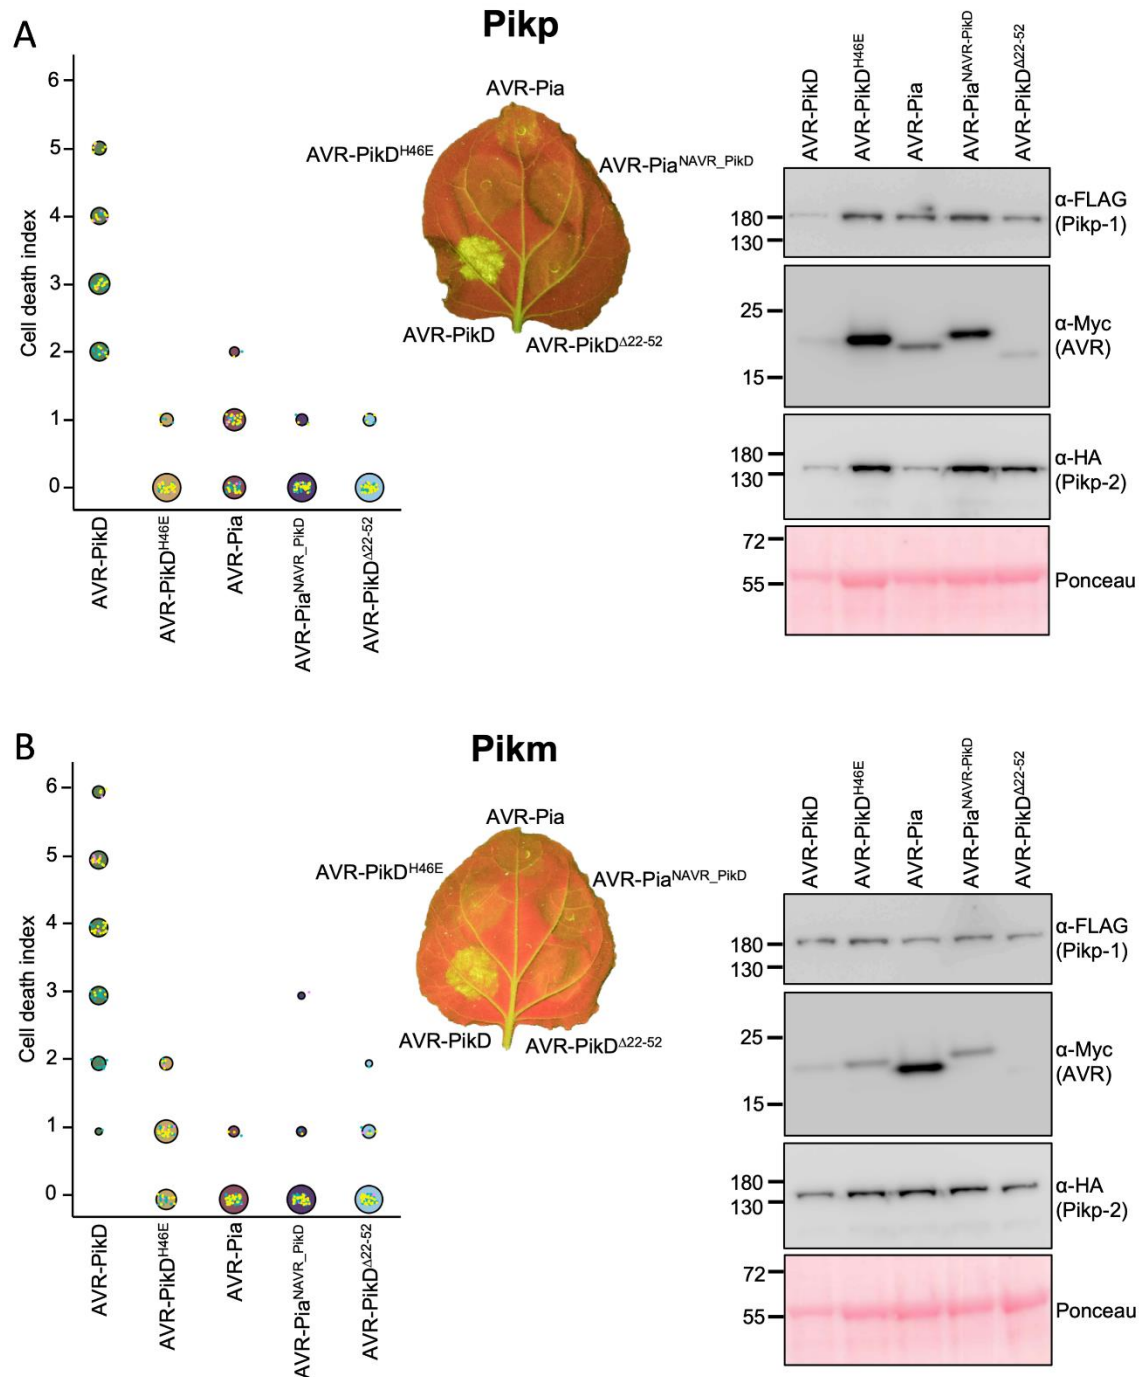 A
Pikp
Cell death index
6
5
4
3
2
1
0
AVR-PikD
AVR-PikD^H46E
AVR-Pia
AVR-Pia^NAVR_PikD
AVR-PikD^Δ22-52
AVR-Pia
AVR-PikD^H46E
AVR-Pia^NAVR_PikD
AVR-PikD
AVR-PikD^Δ22-52
AVR-PikD
AVR-PikD^H46E
AVR-Pia
AVR-Pia^NAVR-PikD
AVR-PikD^Δ22-52
180
130
α-FLAG
(Pikp-1)
25
15
α-Myc
(AVR)
180
130
α-HA
(Pikp-2)
72
55
Ponceau
B
Pikm
Cell death index
6
5
4
3
2
1
0
AVR-PikD
AVR-PikD^H46E
AVR-Pia
AVR-Pia^NAVR_PikD
AVR-PikD^Δ22-52
AVR-Pia
AVR-PikD^H46E
AVR-Pia^NAVR_PikD
AVR-PikD
AVR-PikD^Δ22-52
AVR-PikD
AVR-PikD^H46E
AVR-Pia
AVR-Pia^NAVR-PikD
AVR-PikD^Δ22-52
180
130
α-FLAG
(Pikp-1)
25
15
α-Myc
(AVR)
180
130
α-HA
(Pikp-2)
72
55
Ponceau